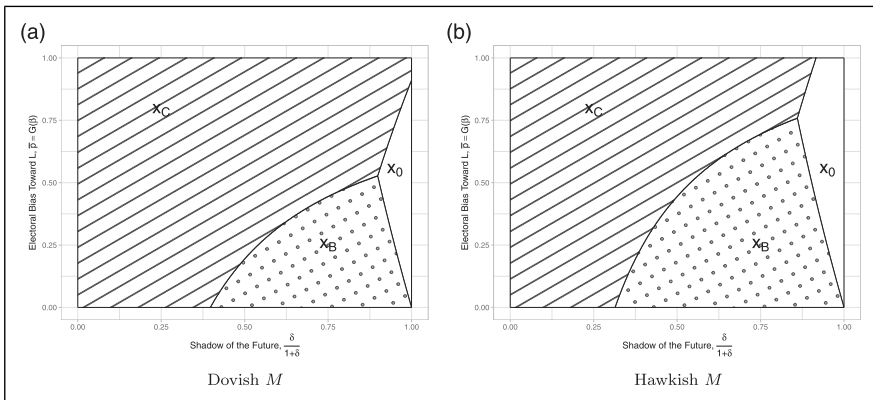 (a)
1.00
0.75
0.50
0.25
0.00
Electoral Bias Toward L, p̅ = G(β)
x_C
x_0
x_B
0.00 0.25 0.50 0.75 1.00
Shadow of the Future, δ/(1+δ)
Dovish M
(b)
1.00
0.75
0.50
0.25
0.00
Electoral Bias Toward L, p̅ = G(β)
x_C
x_0
x_B
0.00 0.25 0.50 0.75 1.00
Shadow of the Future, δ/(1+δ)
Hawkish M